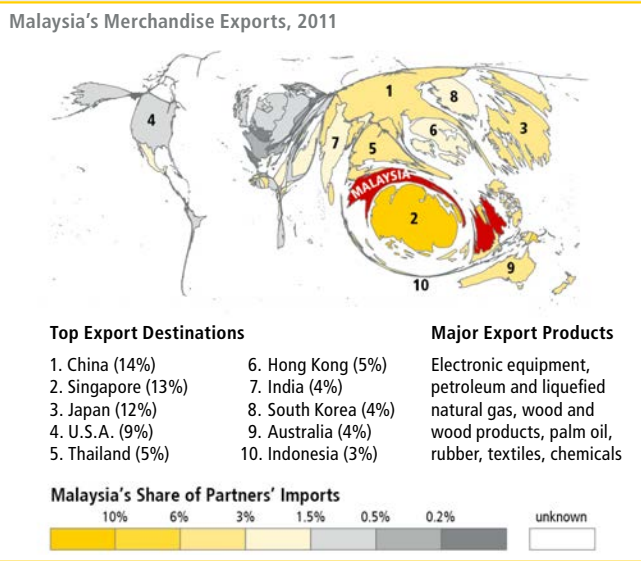 Malaysia's Merchandise Exports, 2011
1
8
4
3
6
7
5
MALAYSIA
2
9
10
Top Export Destinations
1. China (14%)
2. Singapore (13%)
3. Japan (12%)
4. U.S.A. (9%)
5. Thailand (5%)
6. Hong Kong (5%)
7. India (4%)
8. South Korea (4%)
9. Australia (4%)
10. Indonesia (3%)
Major Export Products
Electronic equipment,
petroleum and liquefied
natural gas, wood and
wood products, palm oil,
rubber, textiles, chemicals
Malaysia's Share of Partners' Imports
10% 6% 3% 1.5% 0.5% 0.2% unknown